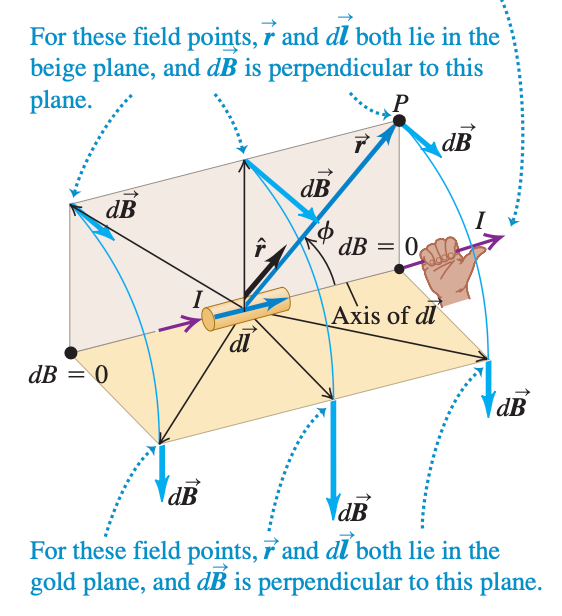 For these field points, r⃗ and dl⃗ both lie in the
beige plane, and dB⃗ is perpendicular to this
plane.
P
r⃗
dB⃗
dB⃗
dB⃗
ϕ
I
r̂
dB = 0
I
Axis of dl⃗
dl⃗
dB = 0
dB⃗
dB⃗
dB⃗
For these field points, r⃗ and dl⃗ both lie in the
gold plane, and dB⃗ is perpendicular to this plane.